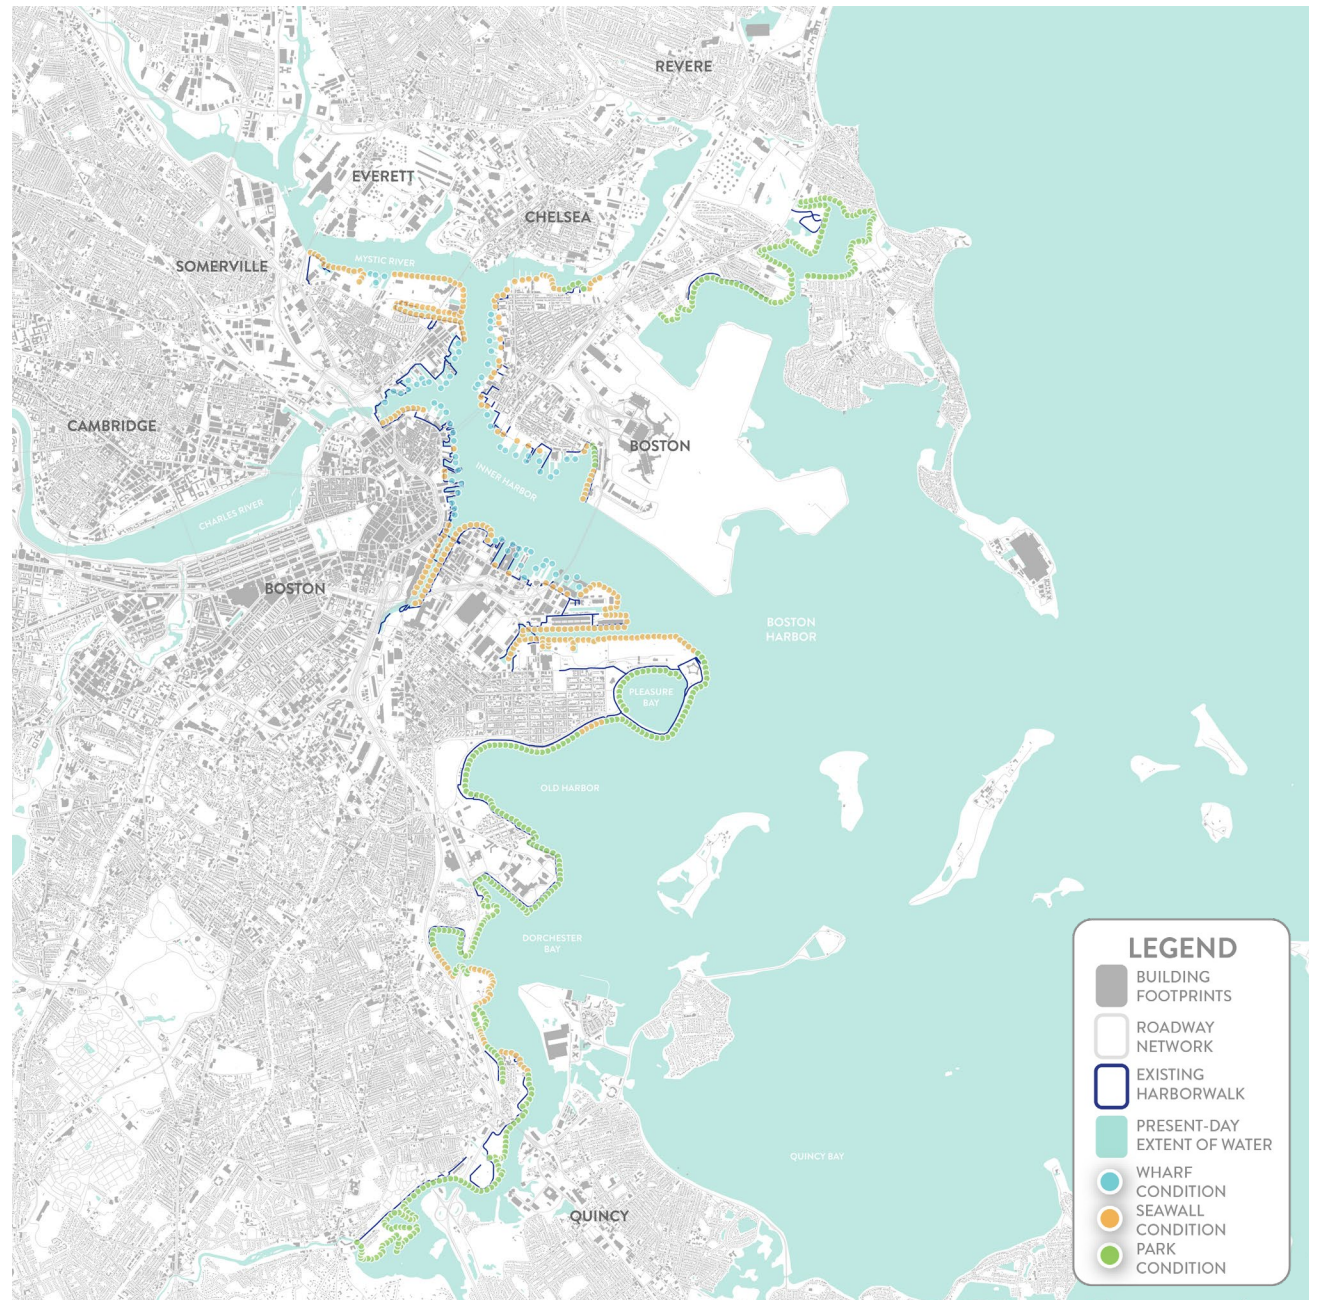 REVERE
EVERETT
CHELSEA
SOMERVILLE
MYSTIC RIVER
CAMBRIDGE
BOSTON
INNER HARBOR
CHARLES RIVER
BOSTON
BOSTON
HARBOR
PLEASURE
BAY
OLD HARBOR
DORCHESTER
BAY
QUINCY BAY
QUINCY
LEGEND
BUILDING
FOOTPRINTS
ROADWAY
NETWORK
EXISTING
HARBORWALK
PRESENT-DAY
EXTENT OF WATER
WHARF
CONDITION
SEAWALL
CONDITION
PARK
CONDITION